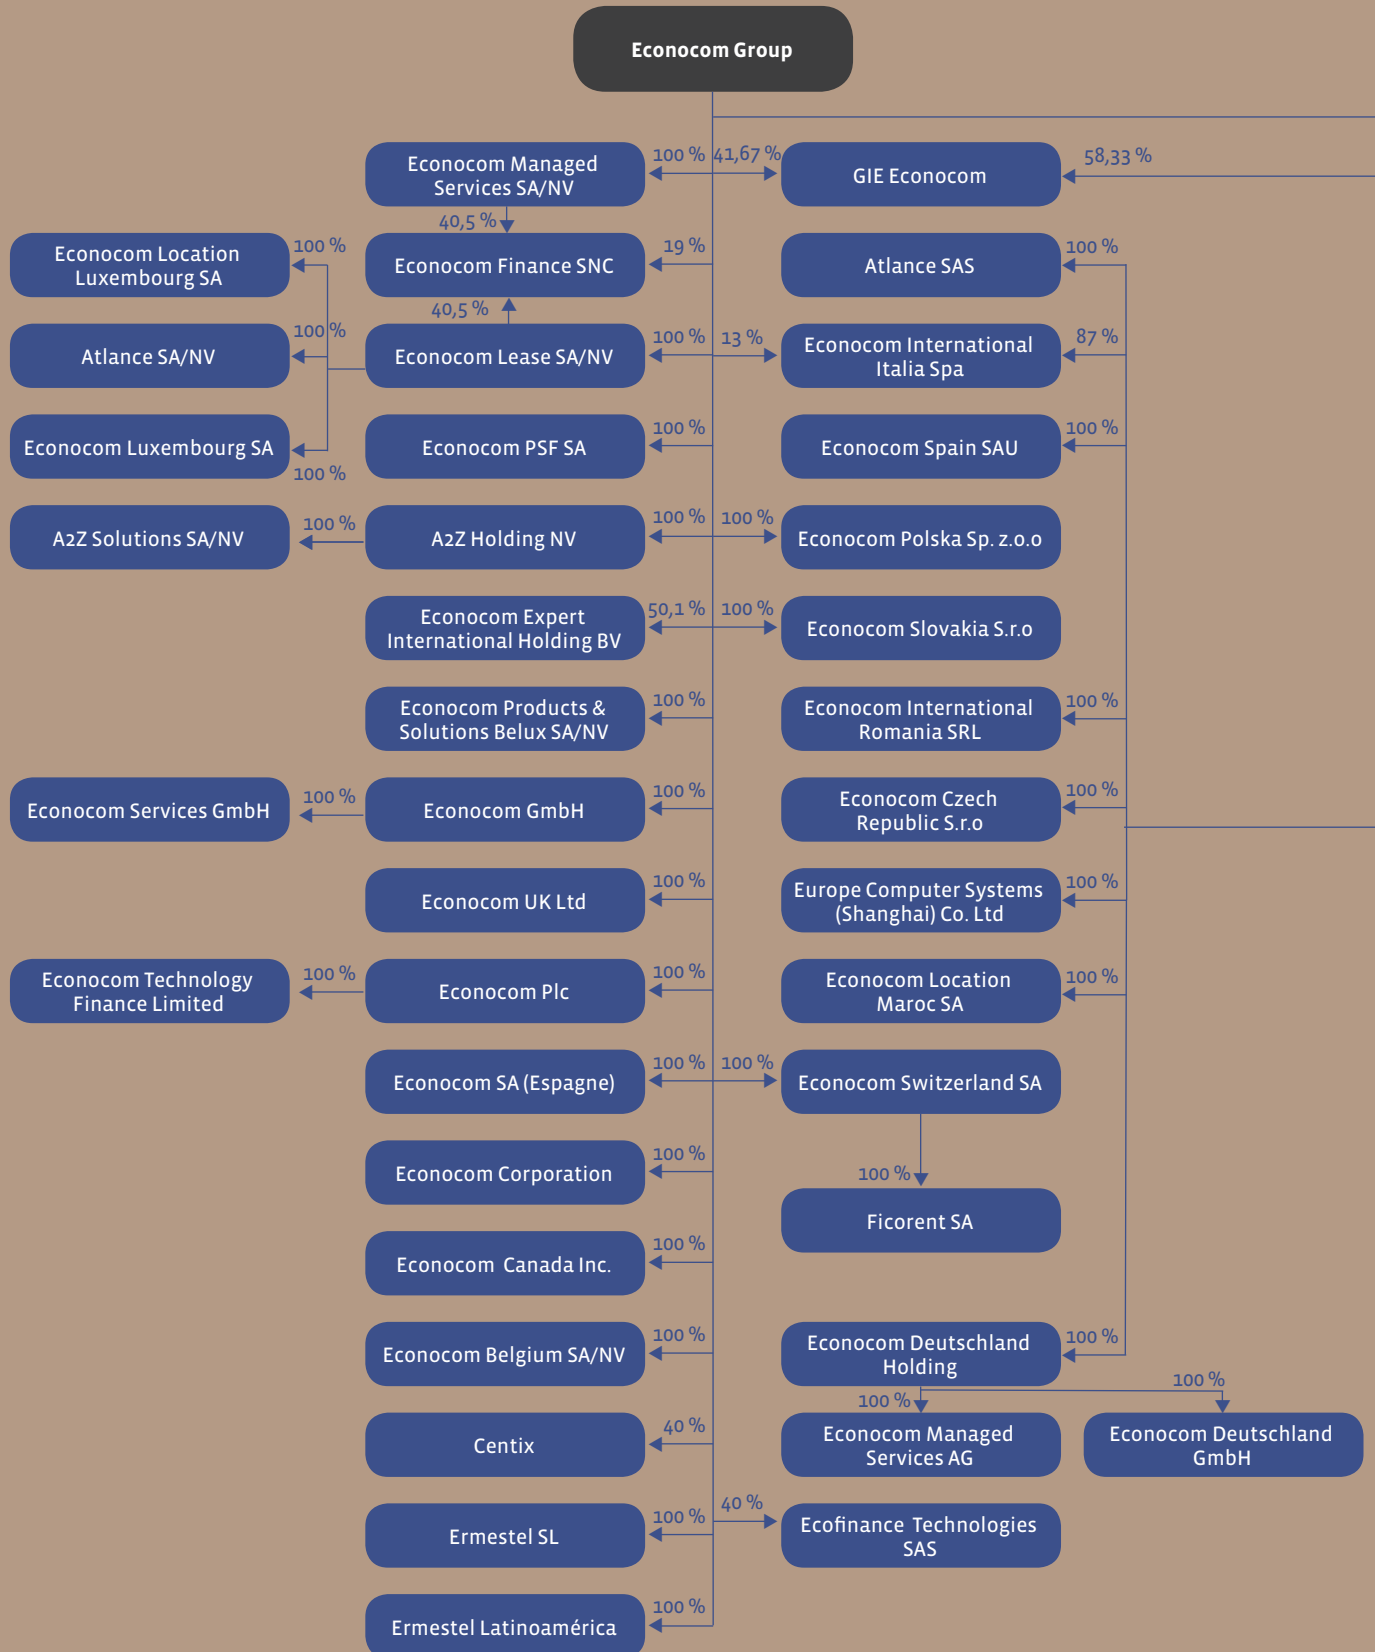 Econocom Group
Econocom Managed
Services SA/NV
100 %
41,67 %
GIE Econocom
58,33 %
40,5 %
Econocom Location
Luxembourg SA
100 %
Econocom Finance SNC
19 %
Atlance SAS
100 %
40,5 %
Atlance SA/NV
100 %
Econocom Lease SA/NV
100 %
13 %
Econocom International
Italia Spa
87 %
Econocom Luxembourg SA
100 %
Econocom PSF SA
100 %
Econocom Spain SAU
100 %
A2Z Solutions SA/NV
100 %
A2Z Holding NV
100 %
100 %
Econocom Polska Sp. z.o.o
Econocom Expert
International Holding BV
50,1 %
100 %
Econocom Slovakia S.r.o
Econocom Products &
Solutions Belux SA/NV
100 %
Econocom International
Romania SRL
100 %
Econocom Services GmbH
100 %
Econocom GmbH
100 %
Econocom Czech
Republic S.r.o
100 %
Econocom UK Ltd
100 %
Europe Computer Systems
(Shanghai) Co. Ltd
100 %
Econocom Technology
Finance Limited
100 %
Econocom Plc
100 %
Econocom Location
Maroc SA
100 %
Econocom SA (Espagne)
100 %
100 %
Econocom Switzerland SA
Econocom Corporation
100 %
100 %
Ficorent SA
Econocom Canada Inc.
100 %
Econocom Belgium SA/NV
100 %
Econocom Deutschland
Holding
100 %
100 %
100 %
Centix
40 %
Econocom Managed
Services AG
Econocom Deutschland
GmbH
Ermestel SL
100 %
40 %
Ecofinance Technologies
SAS
Ermestel Latinoamérica
100 %